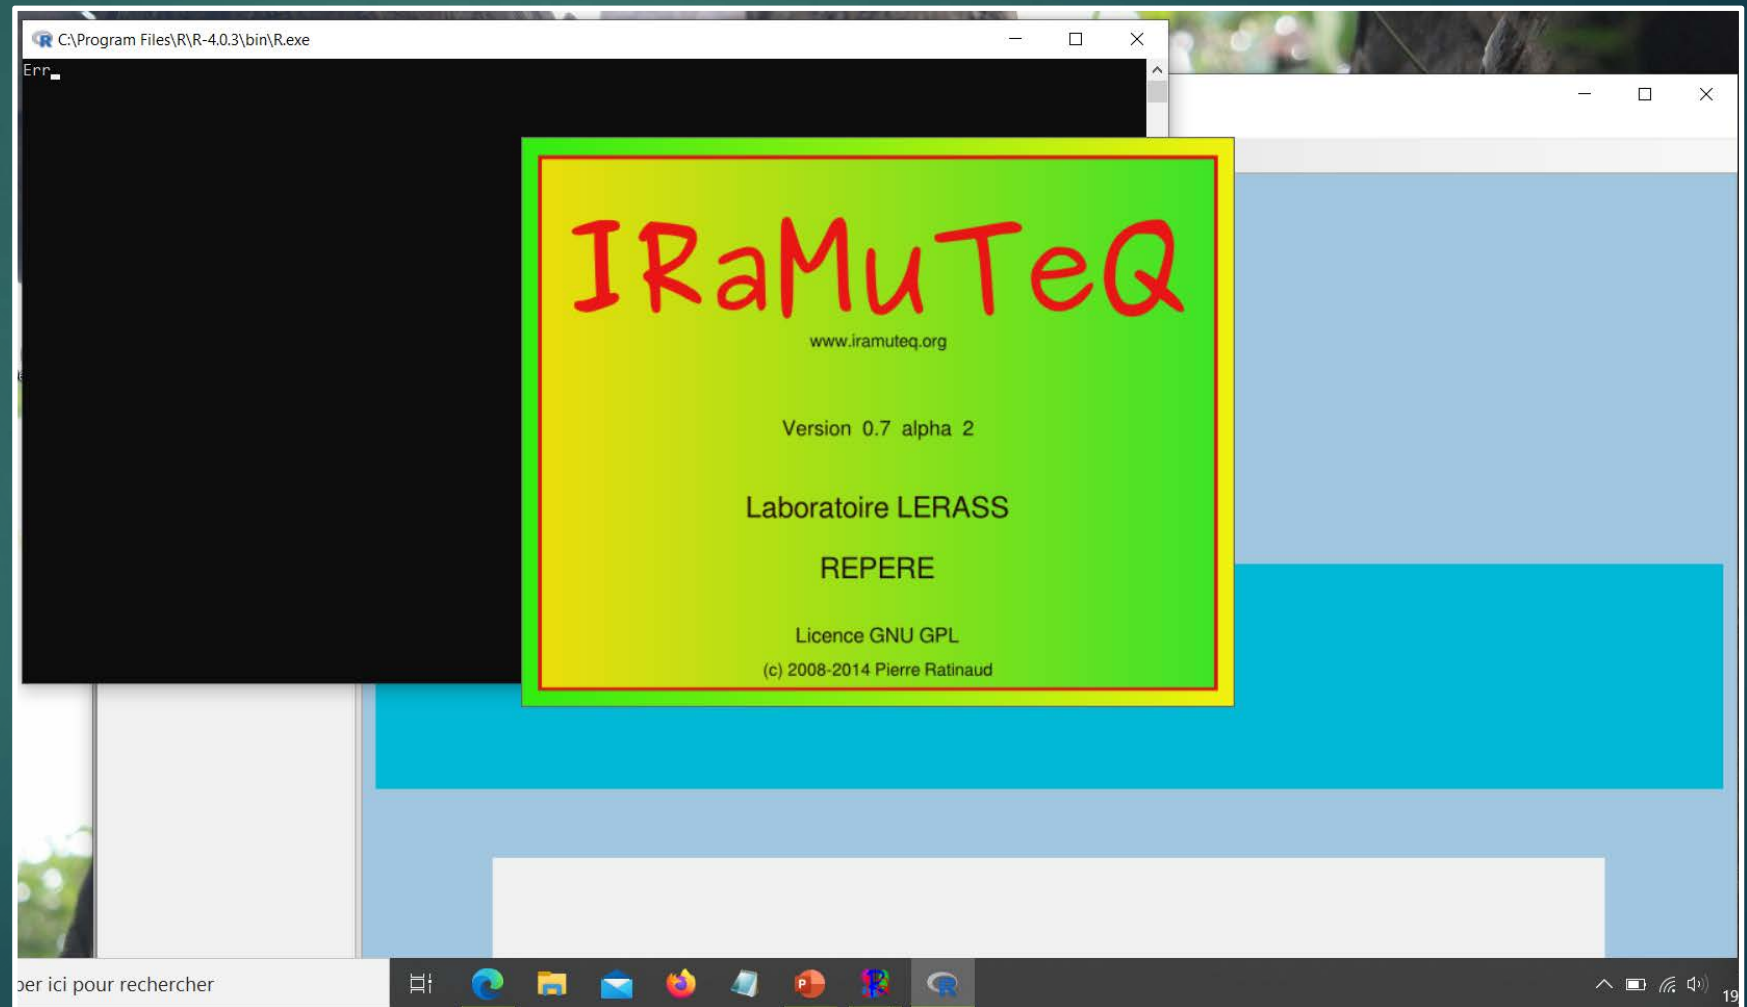 C:\Program Files\R\R-4.0.3\bin\R.exe
Err
IRaMuTeQ
www.iramuteq.org
Version 0.7 alpha 2
Laboratoire LERASS
REPERE
Licence GNU GPL
(c) 2008-2014 Pierre Ratinaud
per ici pour rechercher
19